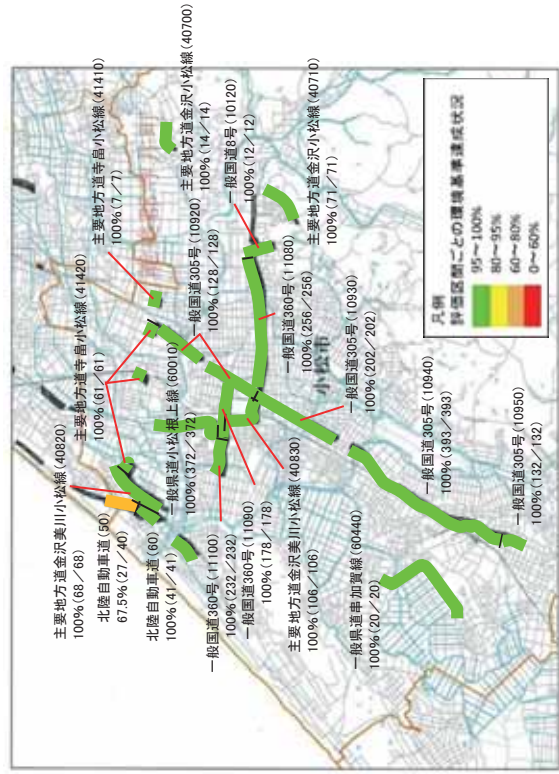 主要地方道金沢美川小松線(40820)
100%(68/68)
北陸自動車道(50)
67.5%(27/40)
北陸自動車道(60)
100%(41/41)
一般国道360号(11100)
100%(232/232)
一般国道360号(11090)
100%(178/178)
主要地方道金沢美川小松線(40830)
100%(106/106)
一般県道串加賀線(60440)
100%(20/20)
主要地方道寺畠小松線(41420)
100%(61/61)
一般県道小松根上線(60010)
100%(372/372)
主要地方道寺畠小松線(41410)
100%(7/7)
一般国道305号(10920)
100%(128/128)
主要地方道金沢小松線(40700)
100%(14/14)
一般国道8号(10120)
100%(12/12)
主要地方道金沢小松線(40710)
100%(71/71)
一般国道360号(11080)
100%(256/256)
小松市
一般国道305号(10930)
100%(202/202)
一般国道305号(10940)
100%(393/393)
一般国道305号(10950)
100%(132/132)
凡例
評価区間ごとの環境基準達成状況
95～100%
80～95%
60～80%
0～60%